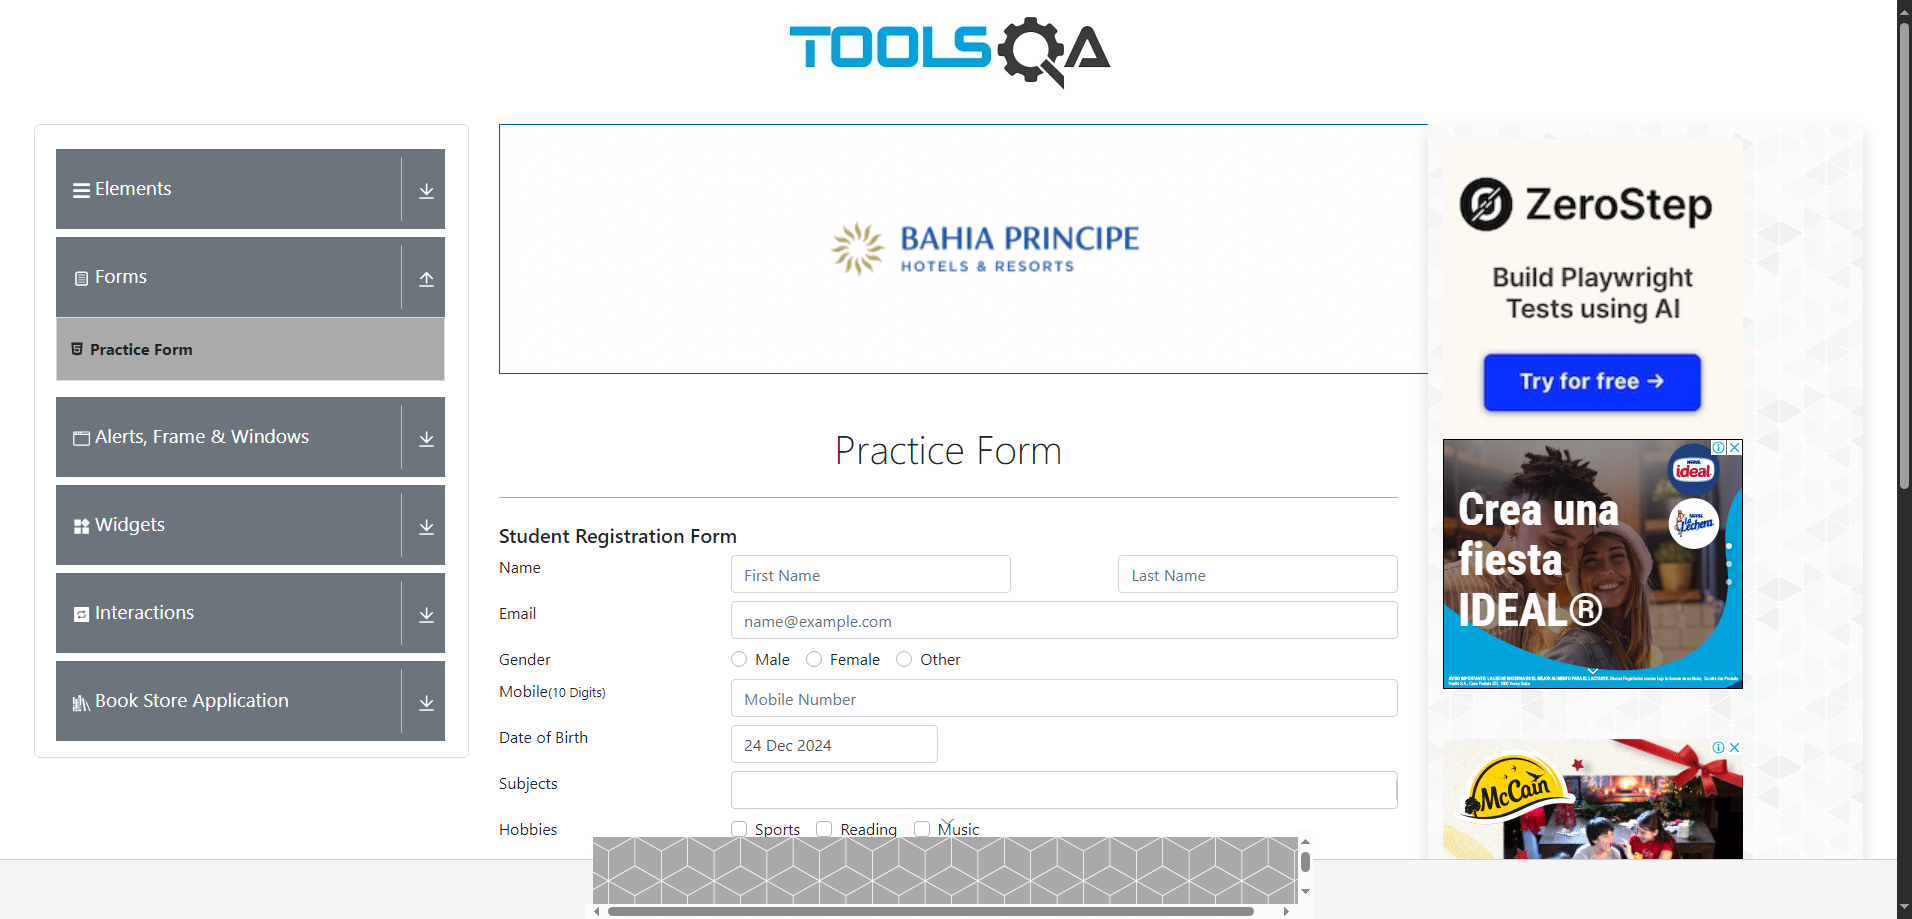 TOOLSQA
Elements
Forms
Practice Form
Alerts, Frame & Windows
Widgets
Interactions
Book Store Application
BAHIA PRINCIPE
HOTELS & RESORTS
Practice Form
Student Registration Form
Name
First Name
Last Name
Email
name@example.com
Gender
Male
Female
Other
Mobile(10 Digits)
Mobile Number
Date of Birth
24 Dec 2024
Subjects
Hobbies
Sports
Reading
Music
ZeroStep
Build Playwright
Tests using AI
Try for free →
ideal
La Lechera
Crea una
fiesta
IDEAL®
McCain